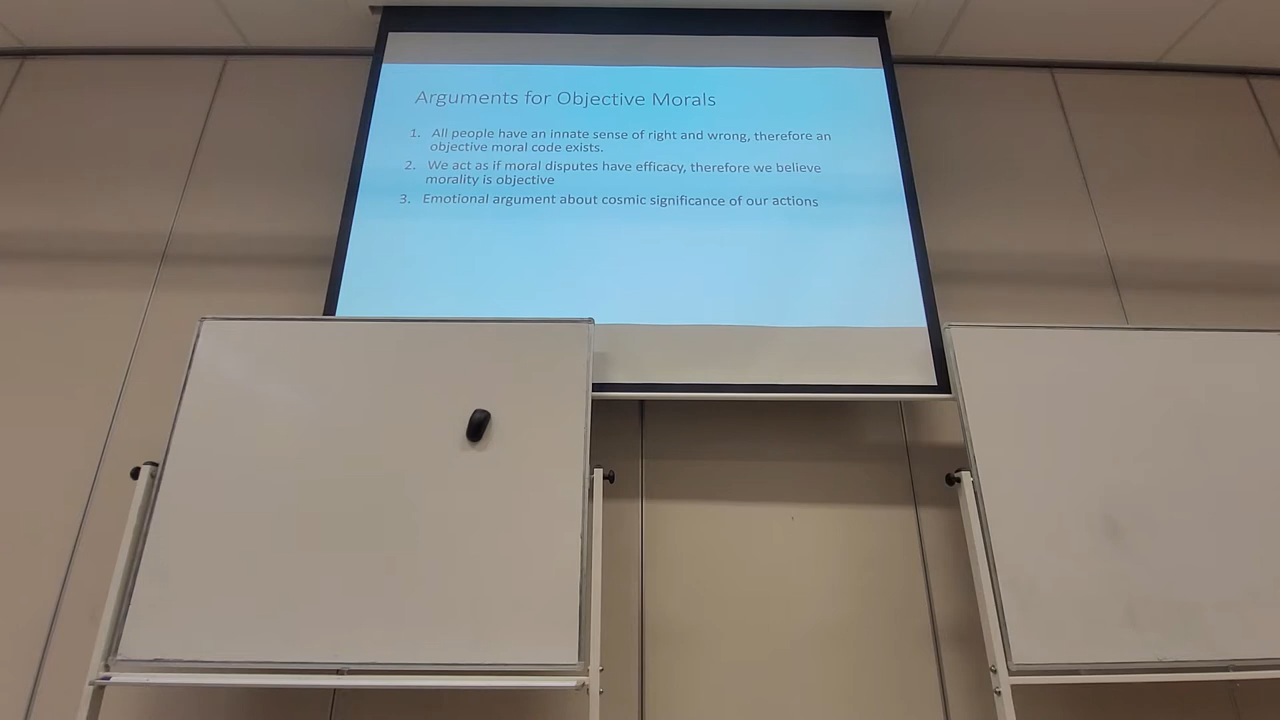 Arguments for Objective Morals
1. All people have an innate sense of right and wrong, therefore an
objective moral code exists.
2. We act as if moral disputes have efficacy, therefore we believe
morality is objective
3. Emotional argument about cosmic significance of our actions